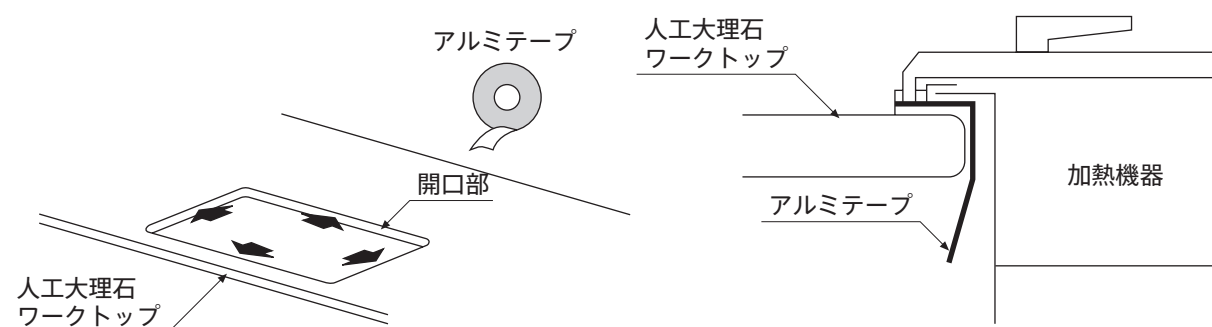 アルミテープ
開口部
人工大理石
ワークトップ
人工大理石
ワークトップ
加熱機器
アルミテープ